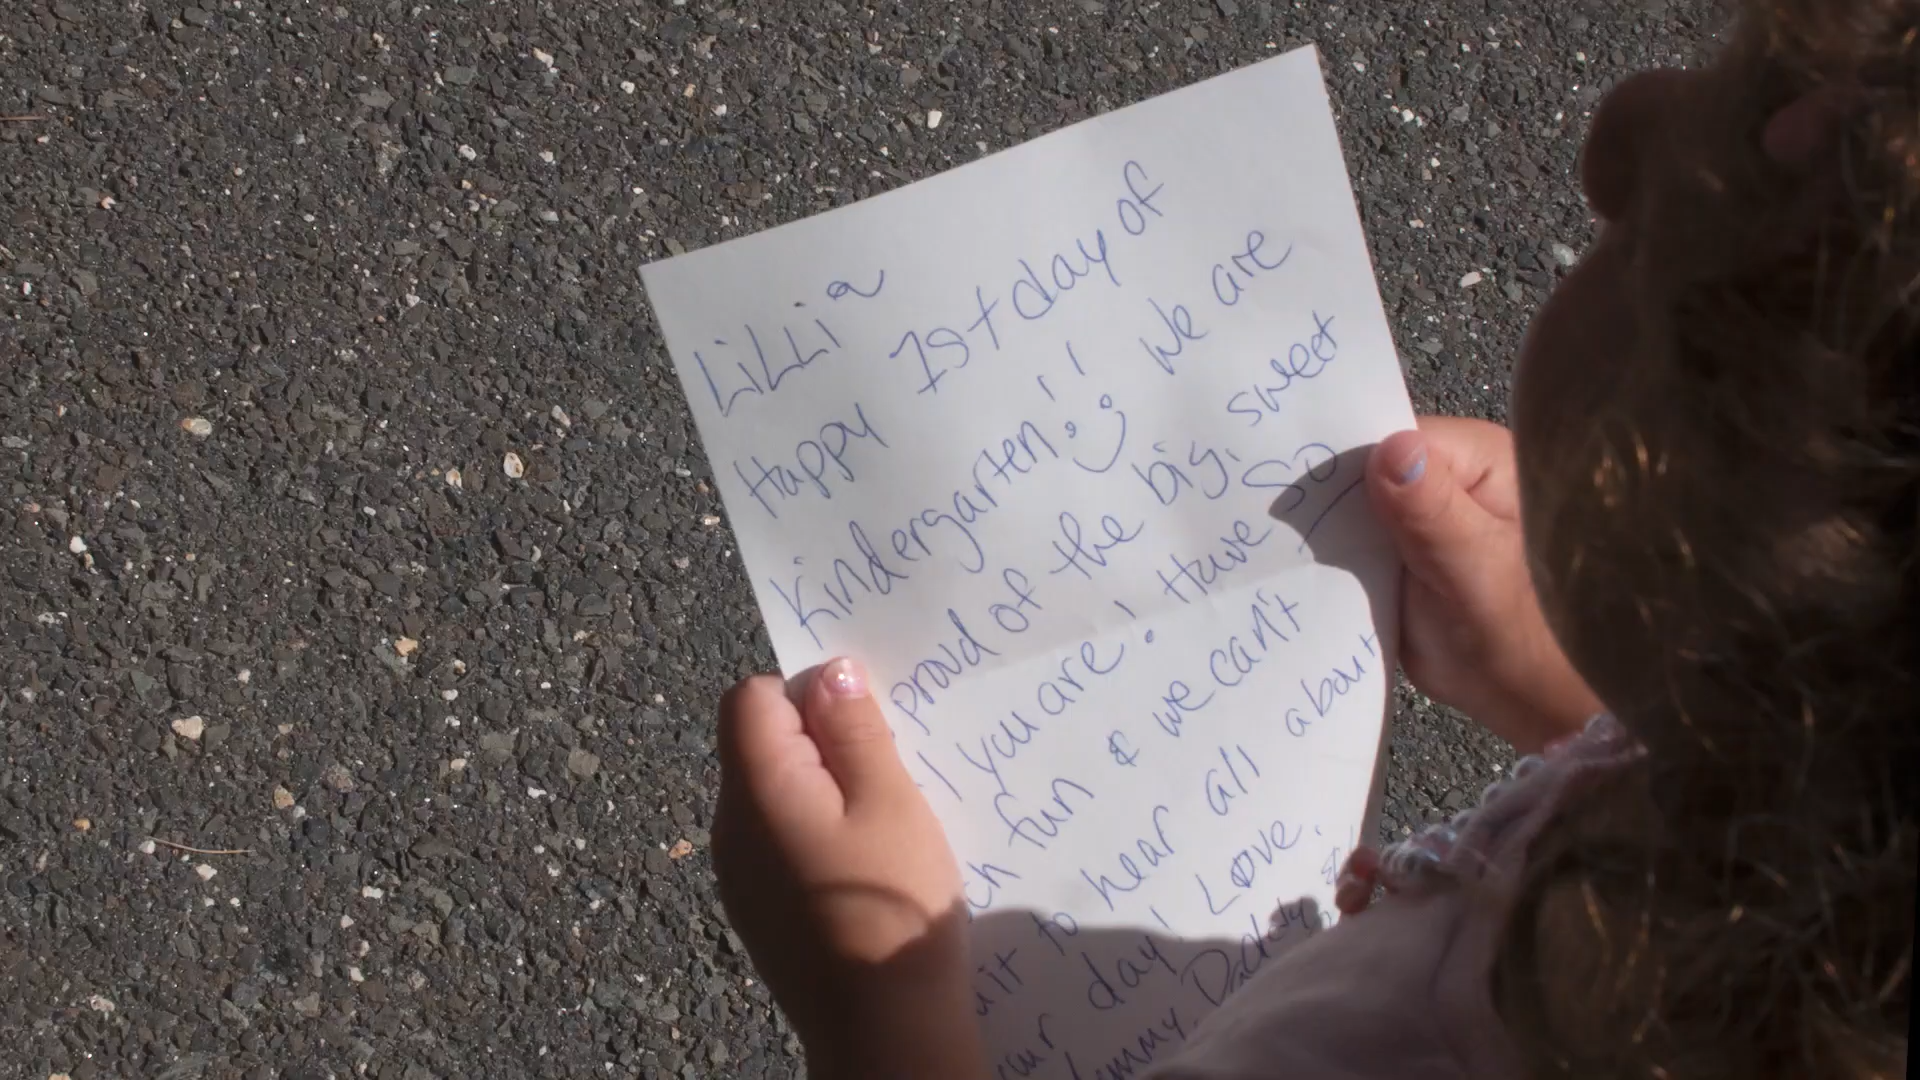 LiLLi ~
Happy 1st day of
Kindergarten!! :) We are
proud of the big, sweet
you are! Have SO
fun & we can't
to hear all about
day! Love,
Daddy &